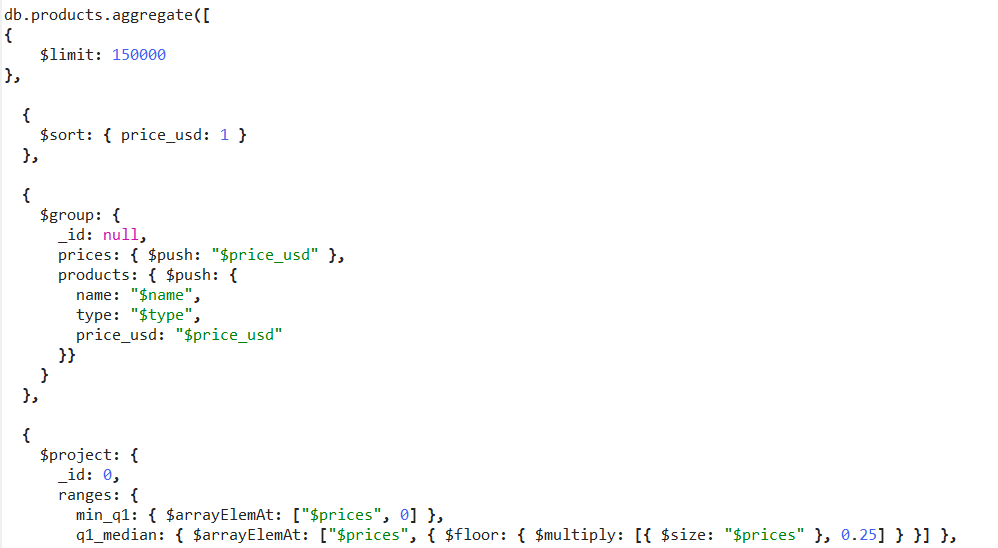 db.products.aggregate([
{
    $limit: 150000
},

  {
    $sort: { price_usd: 1 }
  },

  {
    $group: {
      _id: null,
      prices: { $push: "$price_usd" },
      products: { $push: {
        name: "$name",
        type: "$type",
        price_usd: "$price_usd"
      }}
    }
  },

  {
    $project: {
      _id: 0,
      ranges: {
        min_q1: { $arrayElemAt: ["$prices", 0] },
        q1_median: { $arrayElemAt: ["$prices", { $floor: { $multiply: [{ $size: "$prices" }, 0.25] } }] },